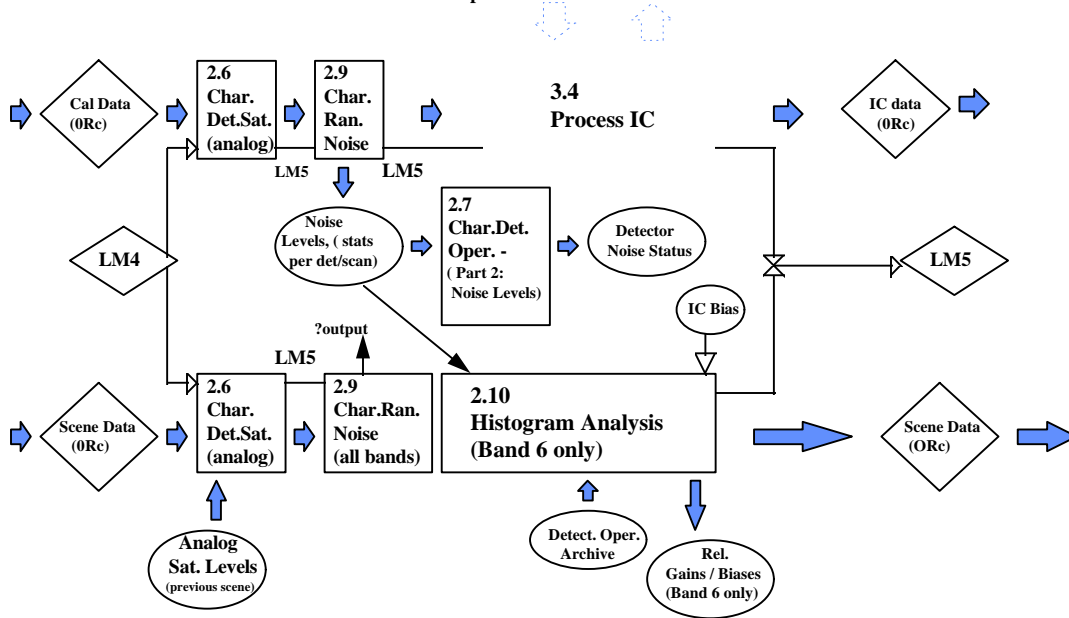 2.6
Char.
Det.Sat.
(analog)
2.9
Char.
Ran.
Noise
3.4
Process IC
Cal Data
(0Rc)
IC data
(0Rc)
LM5
LM5
Noise
Levels, ( stats
per det/scan)
2.7
Char.Det.
Oper. -
( Part 2:
Noise Levels)
Detector
Noise Status
LM4
LM5
IC Bias
?output
LM5
2.6
Char.
Det.Sat.
(analog)
2.9
Char.Ran.
Noise
(all bands)
2.10
Histogram Analysis
(Band 6 only)
Scene Data
(0Rc)
Scene Data
(ORc)
Analog
Sat. Levels
(previous scene)
Detect. Oper.
Archive
Rel.
Gains / Biases
(Band 6 only)